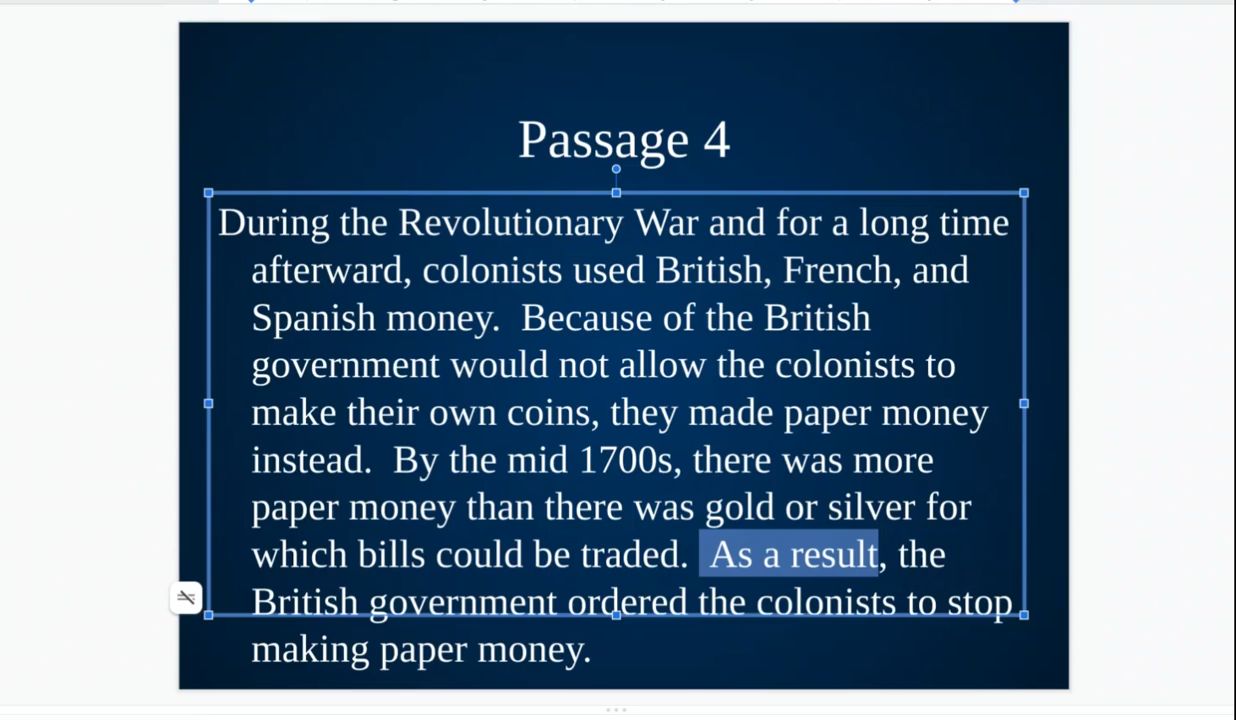 Passage 4
During the Revolutionary War and for a long time
afterward, colonists used British, French, and
Spanish money.  Because of the British
government would not allow the colonists to
make their own coins, they made paper money
instead.  By the mid 1700s, there was more
paper money than there was gold or silver for
which bills could be traded.  As a result, the
British government ordered the colonists to stop
making paper money.